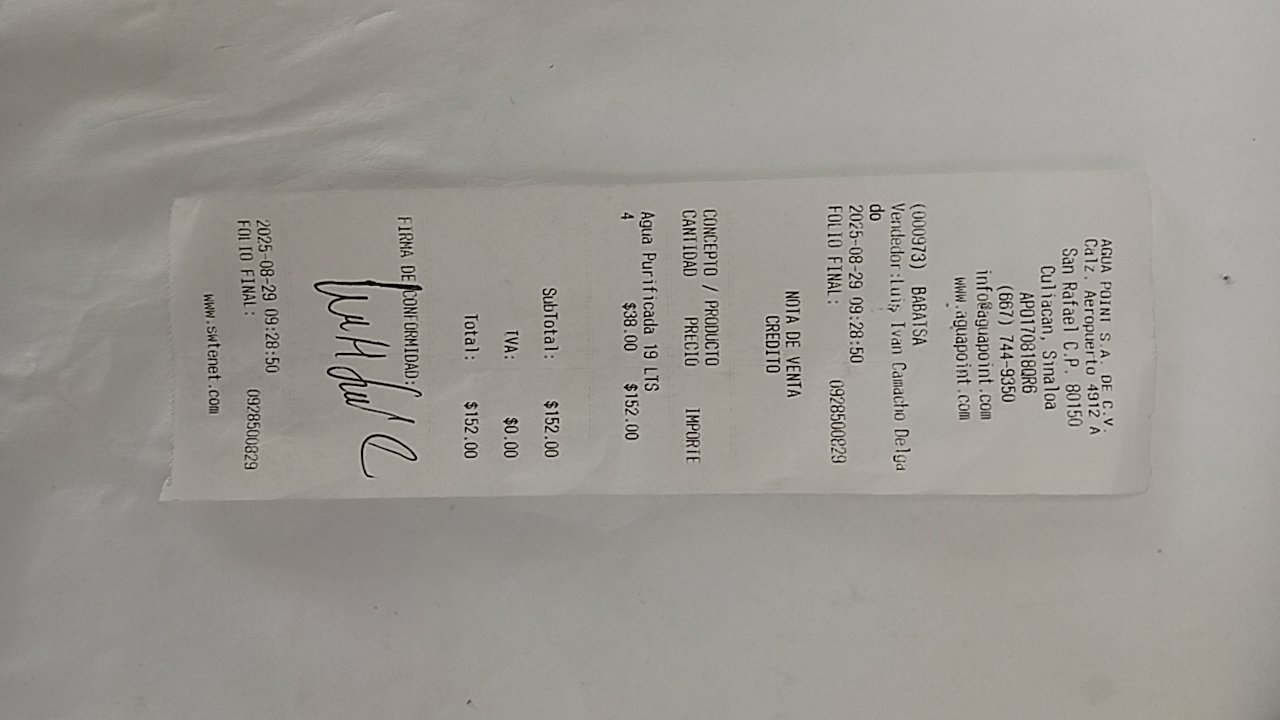 AGUA POINT S.A. DE C.V.
Calz. Aeropuerto 4912 A
San Rafael C.P. 80150
Culiacan, Sinaloa
APO170818QR6
(667) 744-9350
info@aguapoint.com
www.aguapoint.com
(000973) BABAISA
Vendedor:Luis Ivan Camacho Delga
do
2025-08-29 09:28:50
FOLIO FINAL: 0928500829
NOTA DE VENTA
CREDITO
CONCEPTO / PRODUCTO
CANTIDAD PRECIO IMPORTE
Agua Purificada 19 LTS
4 $38.00 $152.00
SubTotal: $152.00
IVA: $0.00
Total: $152.00
FIRMA DE CONFORMIDAD:
2025-08-29 09:28:50
FOLIO FINAL: 0928500829
www.swtenet.com